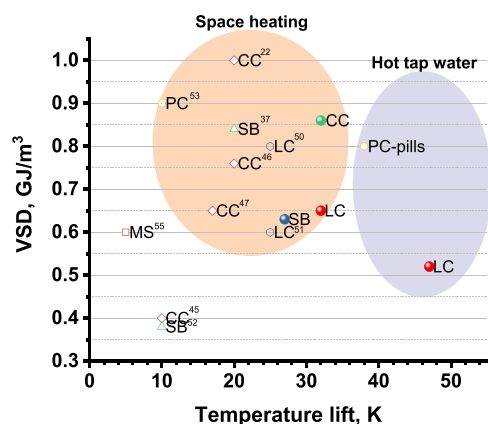 Space heating
Hot tap water
VSD, GJ/m³
1.0
0.9
0.8
0.7
0.6
0.5
0.4
0.3
CC²²
PC⁵³
CC
SB³⁷
LC⁵⁰
PC-pills
CC⁴⁶
CC⁴⁷
LC
SB
MS⁵⁵
LC⁵¹
LC
CC⁴⁵
SB⁵²
0 10 20 30 40 50
Temperature lift, K